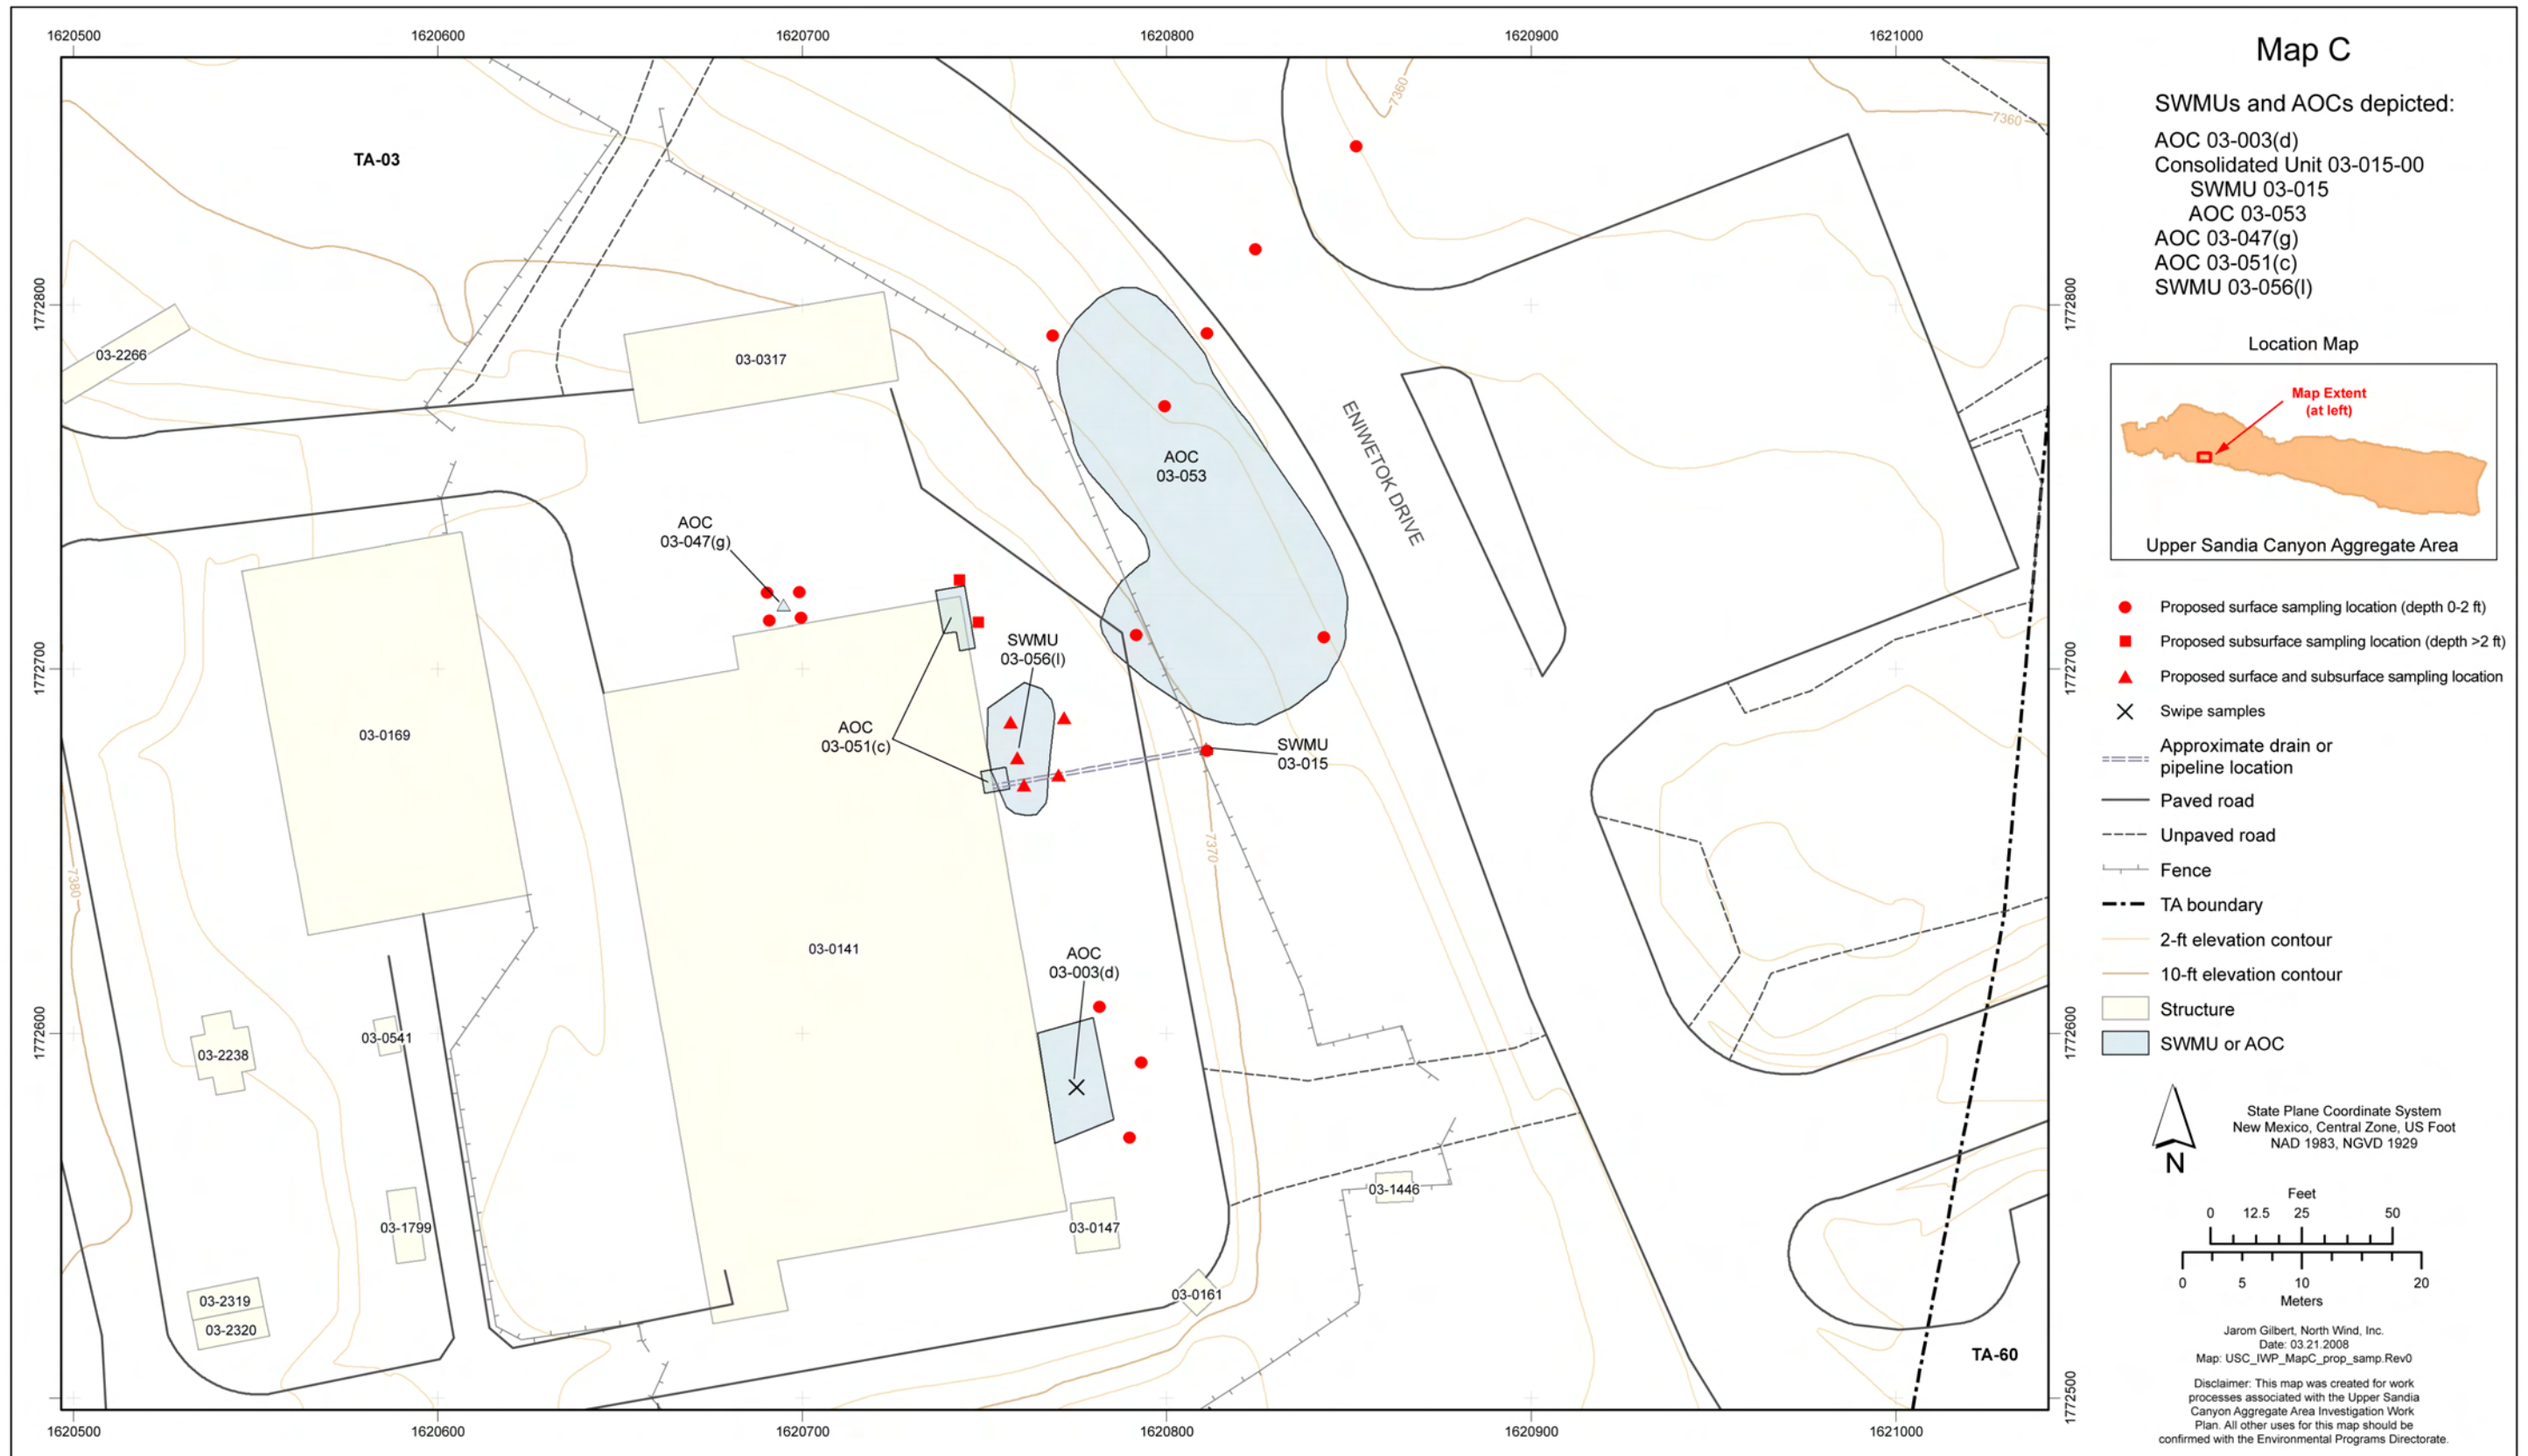 Map C
SWMUs and AOCs depicted:
AOC 03-003(d)
Consolidated Unit 03-015-00
SWMU 03-015
AOC 03-053
AOC 03-047(g)
AOC 03-051(c)
SWMU 03-056(l)
Location Map
Map Extent
(at left)
Upper Sandia Canyon Aggregate Area
Proposed surface sampling location (depth 0-2 ft)
Proposed subsurface sampling location (depth >2 ft)
Proposed surface and subsurface sampling location
Swipe samples
Approximate drain or
pipeline location
Paved road
Unpaved road
Fence
TA boundary
2-ft elevation contour
10-ft elevation contour
Structure
SWMU or AOC
N
State Plane Coordinate System
New Mexico, Central Zone, US Foot
NAD 1983, NGVD 1929
Feet
0 12.5 25 50
0 5 10 20
Meters
Jarom Gilbert, North Wind, Inc.
Date: 03.21.2008
Map: USC_IWP_MapC_prop_samp.Rev0
Disclaimer: This map was created for work
processes associated with the Upper Sandia
Canyon Aggregate Area Investigation Work
Plan. All other uses for this map should be
confirmed with the Environmental Programs Directorate.
1620500 1620600 1620700 1620800 1620900 1621000
7360
7360
TA-03
1772800
1772800
03-2266
03-0317
AOC
03-053
ENIWETOK DRIVE
AOC
03-047(g)
SWMU
03-056(l)
1772700
1772700
03-0169
AOC
03-051(c)
SWMU
03-015
7370
7380
03-0141
AOC
03-003(d)
1772600
1772600
03-2238
03-0541
03-1446
03-1799
03-0147
03-0161
03-2319
03-2320
TA-60
1772500
1620500 1620600 1620700 1620800 1620900 1621000